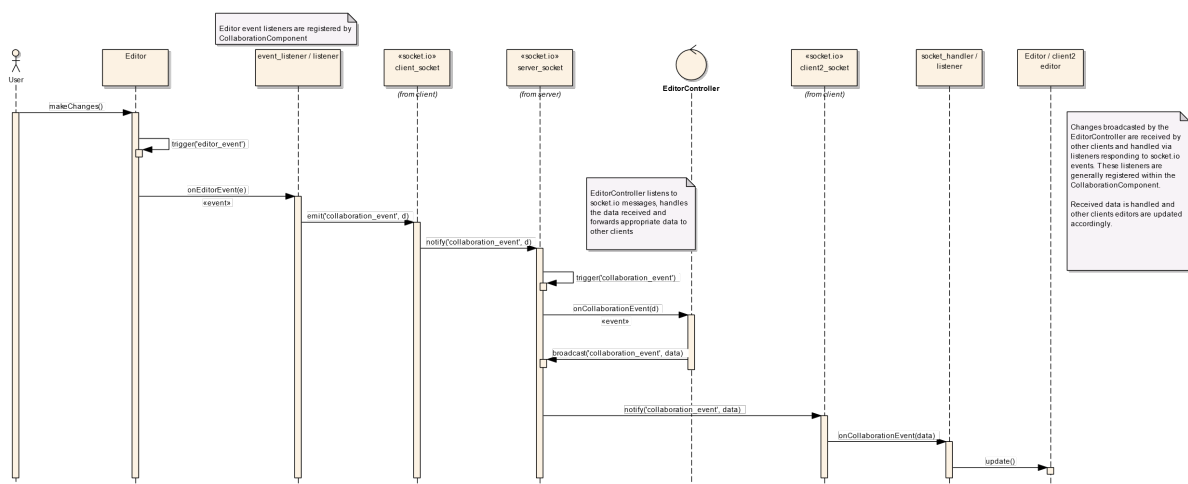 Editor event listeners are registered by
CollaborationComponent
User
Editor
event_listener / listener
«socket.io»
client_socket
(from client)
«socket.io»
server_socket
(from server)
EditorController
«socket.io»
client2_socket
(from client)
socket_handler /
listener
Editor / client2
editor
makeChanges()
trigger('editor_event')
onEditorEvent(e)
«event»
emit('collaboration_event', d)
notify('collaboration_event', d)
trigger('collaboration_event')
onCollaborationEvent(d)
«event»
broadcast('collaboration_event', data)
notify('collaboration_event', data)
onCollaborationEvent(data)
update()
EditorController listens to
socket.io messages, handles
the data received and
forwards appropriate data to
other clients
Changes broadcasted by the
EditorController are received by
other clients and handled via
listeners responding to socket.io
events. These listeners are
generally registered within the
CollaborationComponent.
Received data is handled and
other clients editors are updated
accordingly.